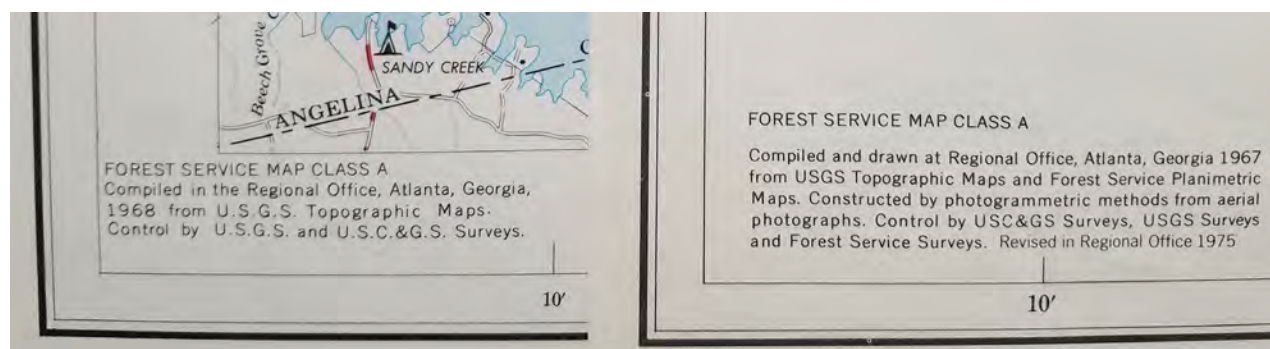 Beech Grove
SANDY CREEK
ANGELINA
C
FOREST SERVICE MAP CLASS A
Compiled in the Regional Office, Atlanta, Georgia,
1968 from U.S.G.S. Topographic Maps.
Control by U.S.G.S. and U.S.C.&G.S. Surveys.
10′
FOREST SERVICE MAP CLASS A
Compiled and drawn at Regional Office, Atlanta, Georgia 1967
from USGS Topographic Maps and Forest Service Planimetric
Maps. Constructed by photogrammetric methods from aerial
photographs. Control by USC&GS Surveys, USGS Surveys
and Forest Service Surveys. Revised in Regional Office 1975
10′